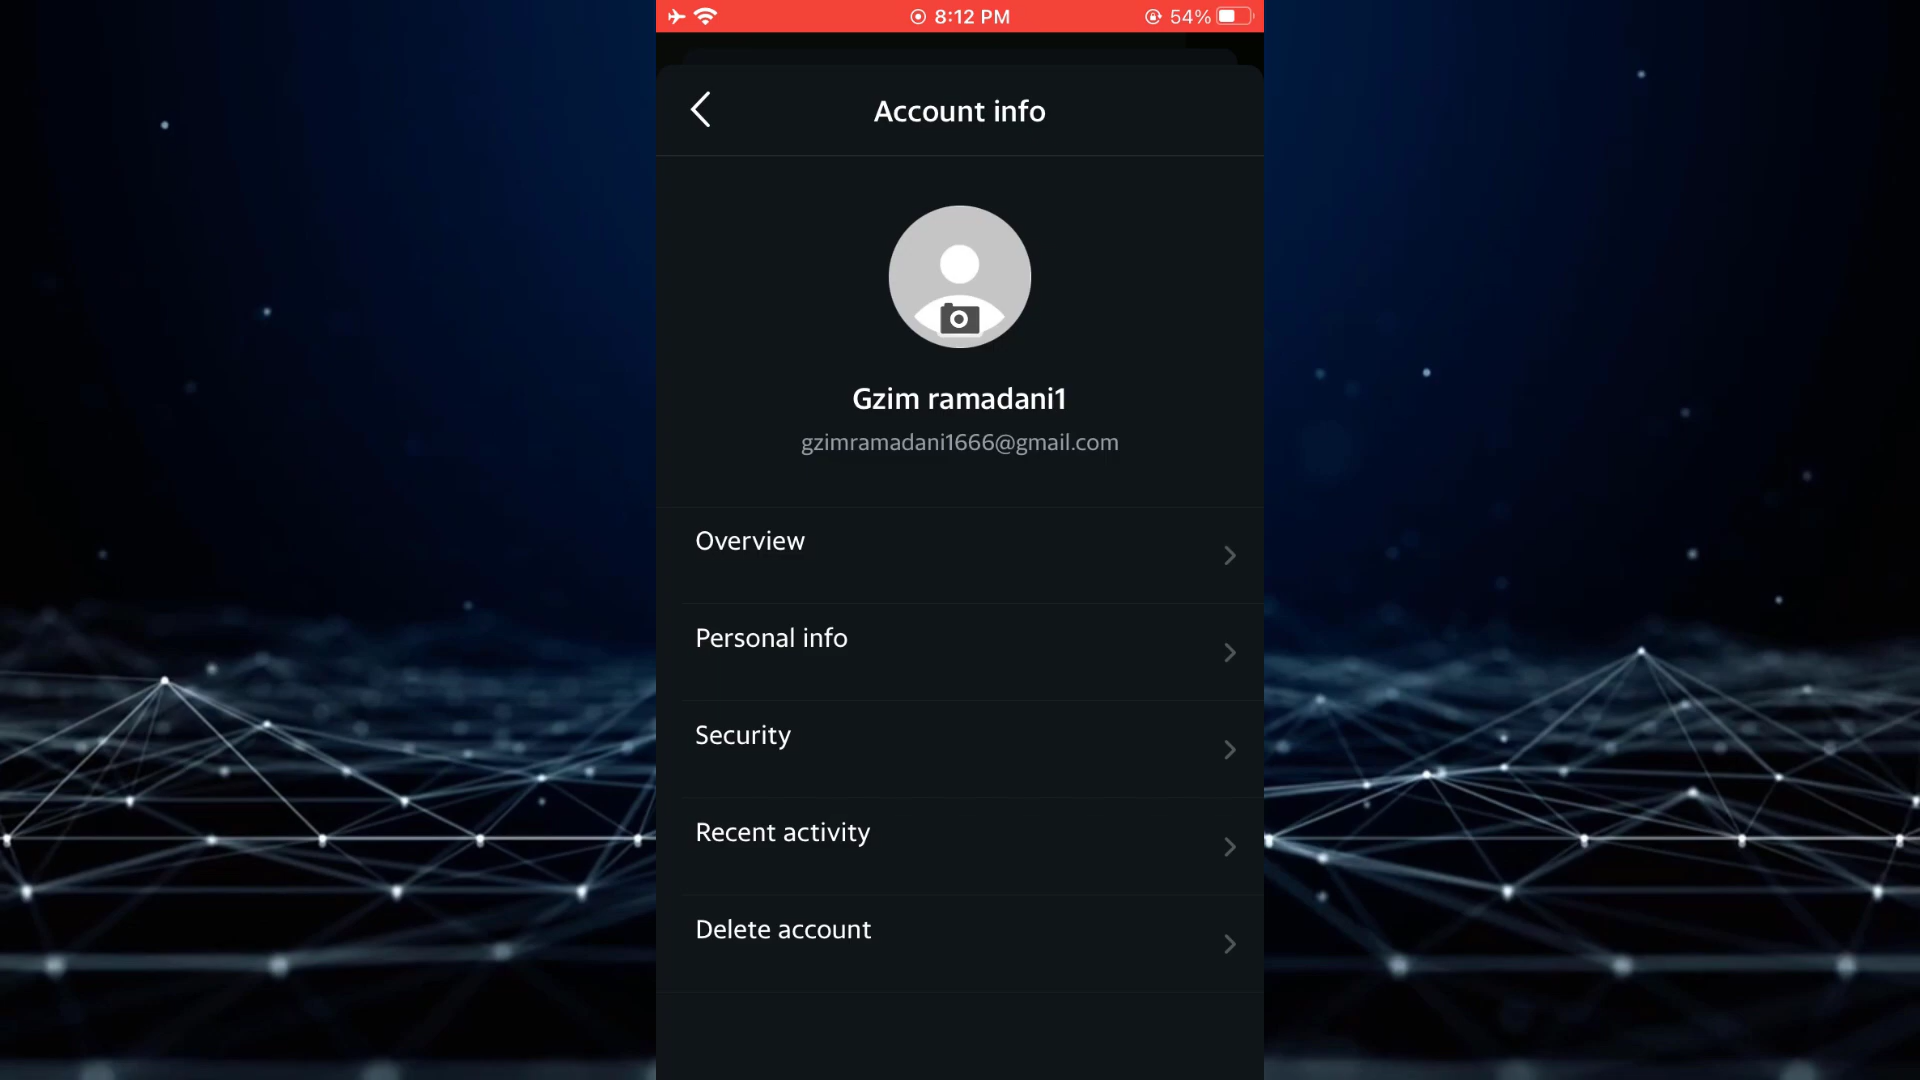 8:12 PM
54%
Account info
Gzim ramadani1
gzimramadani1666@gmail.com
Overview
Personal info
Security
Recent activity
Delete account